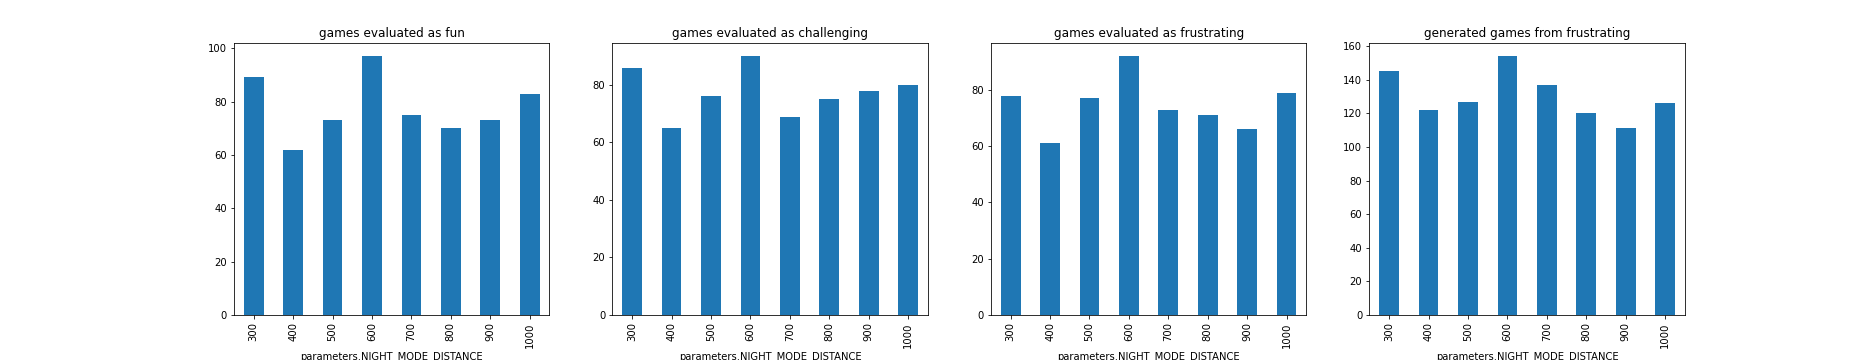 games evaluated as fun
100
80
60
40
20
0
300 400 500 600 700 800 900 1000
parameters.NIGHT_MODE_DISTANCE
games evaluated as challenging
80
60
40
20
0
300 400 500 600 700 800 900 1000
parameters.NIGHT_MODE_DISTANCE
games evaluated as frustrating
80
60
40
20
0
300 400 500 600 700 800 900 1000
parameters.NIGHT_MODE_DISTANCE
generated games from frustrating
160
140
120
100
80
60
40
20
0
300 400 500 600 700 800 900 1000
parameters.NIGHT_MODE_DISTANCE